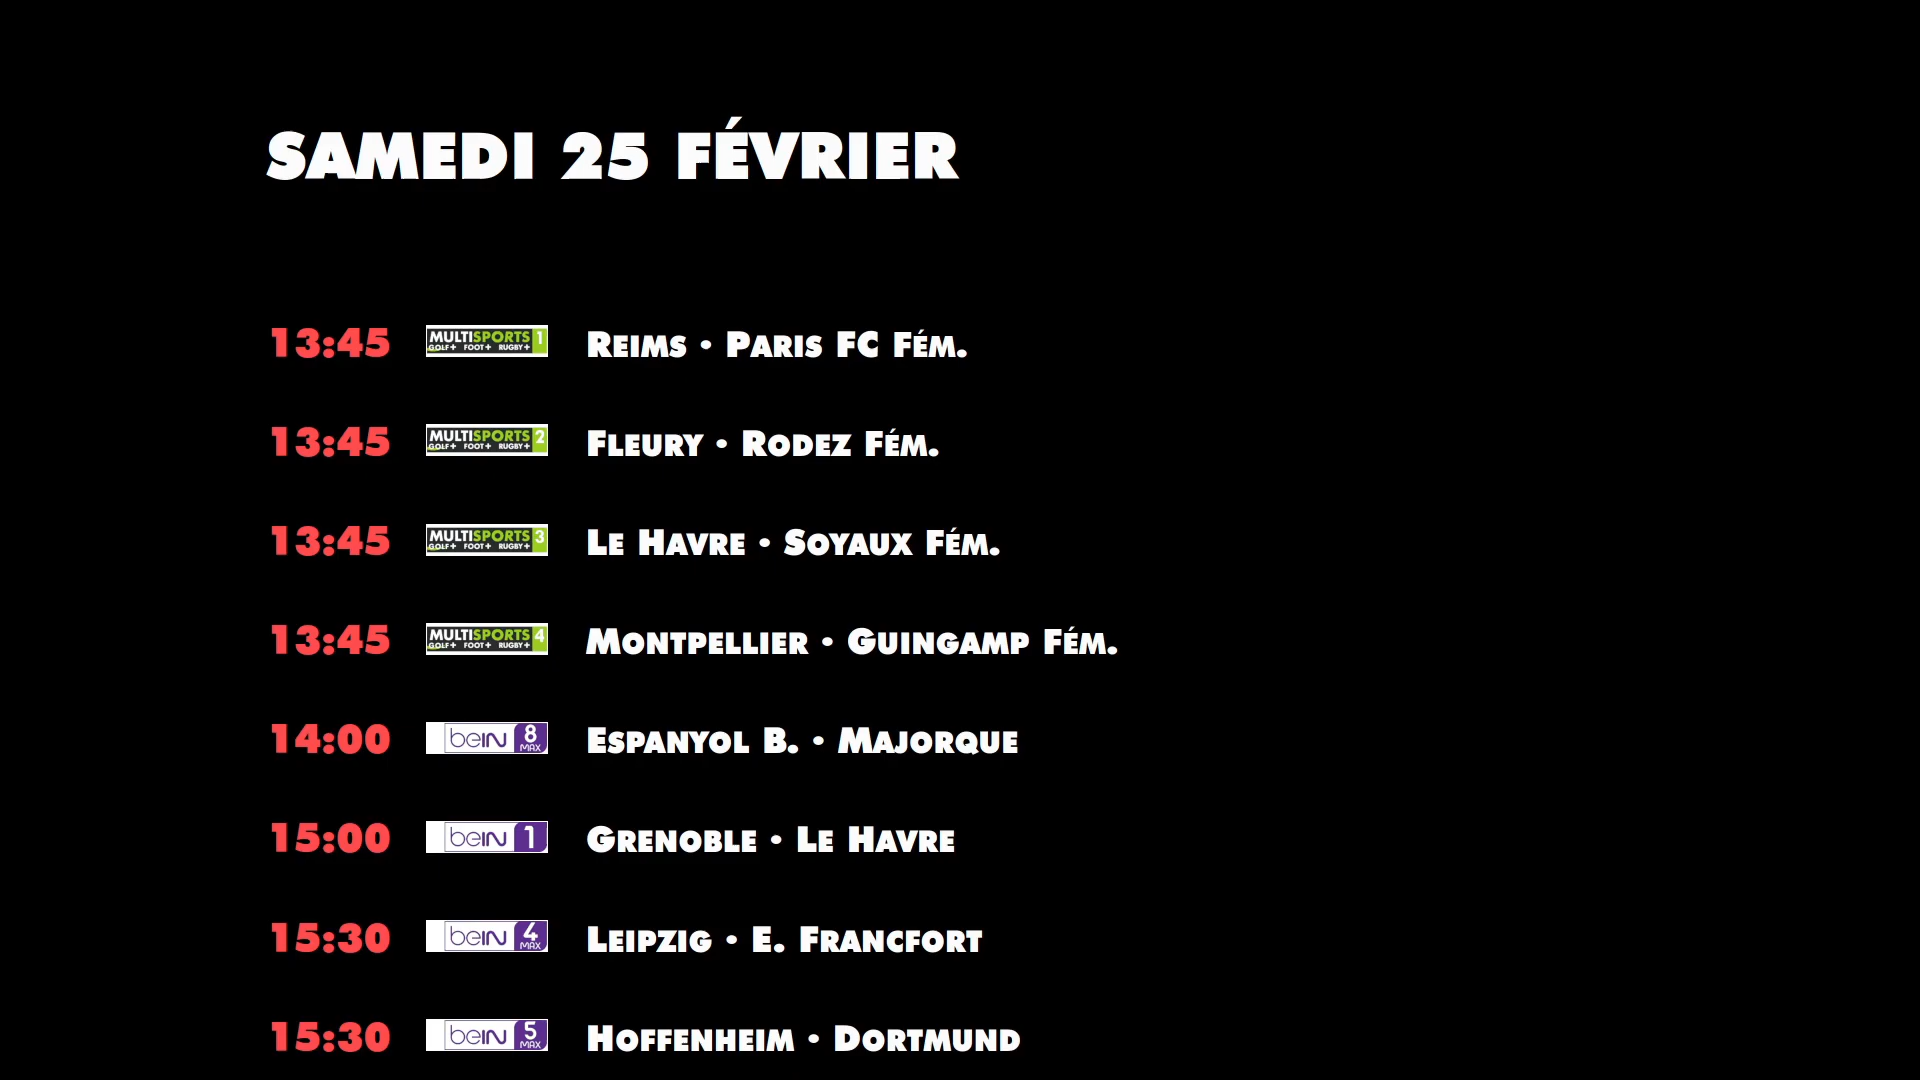 SAMEDI 25 FÉVRIER
13:45 MULTISPORTS 1 GOLF+ FOOT+ RUGBY+ REIMS • PARIS FC FÉM.
13:45 MULTISPORTS 2 GOLF+ FOOT+ RUGBY+ FLEURY • RODEZ FÉM.
13:45 MULTISPORTS 3 GOLF+ FOOT+ RUGBY+ LE HAVRE • SOYAUX FÉM.
13:45 MULTISPORTS 4 GOLF+ FOOT+ RUGBY+ MONTPELLIER • GUINGAMP FÉM.
14:00 beIN 8 MAX ESPANYOL B. • MAJORQUE
15:00 beIN 1 GRENOBLE • LE HAVRE
15:30 beIN 4 MAX LEIPZIG • E. FRANCFORT
15:30 beIN 5 MAX HOFFENHEIM • DORTMUND